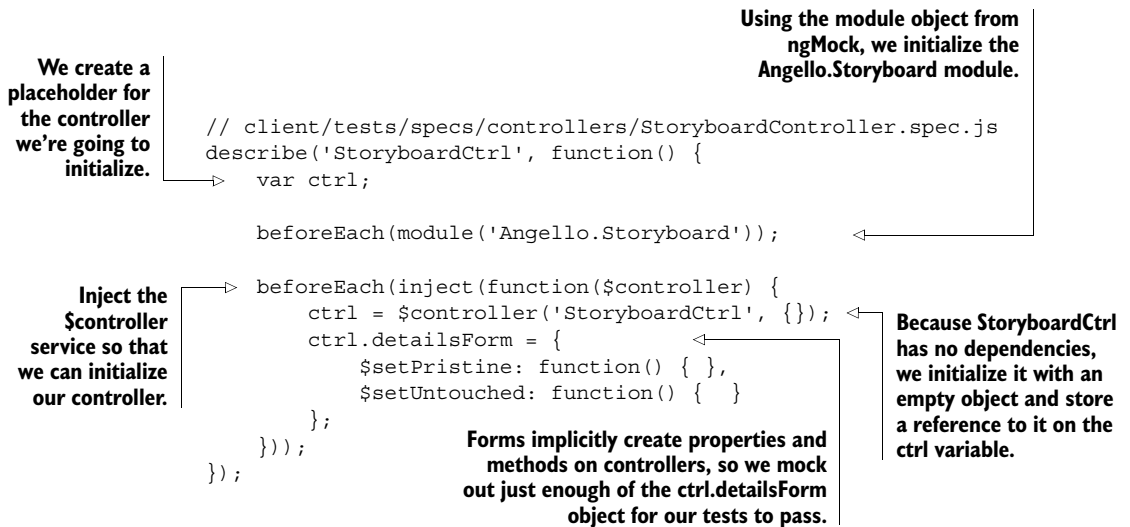 Using the module object from
ngMock, we initialize the
Angello.Storyboard module.
We create a
placeholder for
the controller
we're going to
initialize.
// client/tests/specs/controllers/StoryboardController.spec.js
describe('StoryboardCtrl', function() {
var ctrl;
beforeEach(module('Angello.Storyboard'));
Inject the
$controller
service so that
we can initialize
our controller.
beforeEach(inject(function($controller) {
ctrl = $controller('StoryboardCtrl', {});
ctrl.detailsForm = {
$setPristine: function() { },
$setUntouched: function() {  }
};
}));
});
Because StoryboardCtrl
has no dependencies,
we initialize it with an
empty object and store
a reference to it on the
ctrl variable.
Forms implicitly create properties and
methods on controllers, so we mock
out just enough of the ctrl.detailsForm
object for our tests to pass.